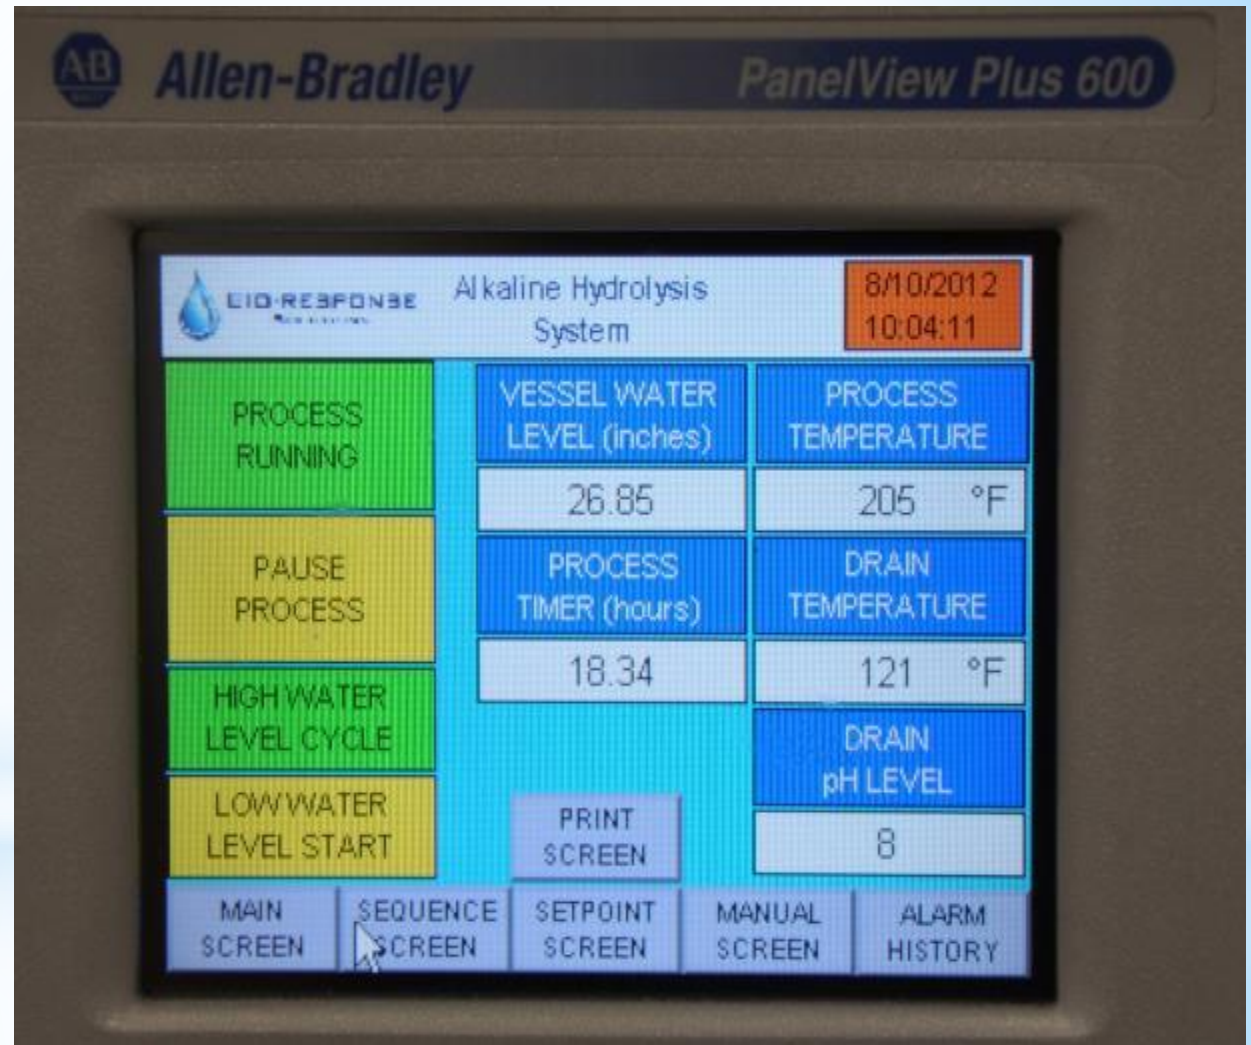 AB
Allen-Bradley
PanelView Plus 600
BIO-RESPONSE
Alkaline Hydrolysis
System
8/10/2012
10:04:11
PROCESS
RUNNING
PAUSE
PROCESS
HIGH WATER
LEVEL CYCLE
LOW WATER
LEVEL START
VESSEL WATER
LEVEL (inches)
26.85
PROCESS
TIMER (hours)
18.34
PROCESS
TEMPERATURE
205 °F
DRAIN
TEMPERATURE
121 °F
DRAIN
pH LEVEL
8
PRINT
SCREEN
MAIN
SCREEN
SEQUENCE
SCREEN
SETPOINT
SCREEN
MANUAL
SCREEN
ALARM
HISTORY